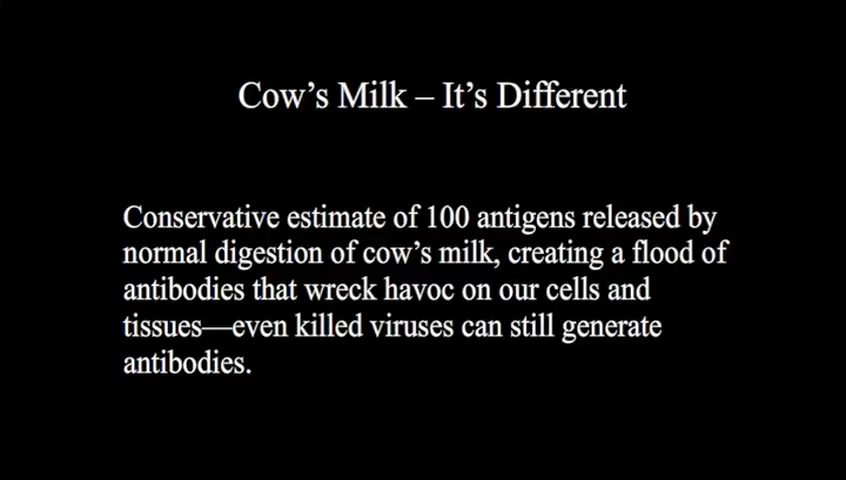 Cow’s Milk – It’s Different
Conservative estimate of 100 antigens released by
normal digestion of cow’s milk, creating a flood of
antibodies that wreck havoc on our cells and
tissues—even killed viruses can still generate
antibodies.